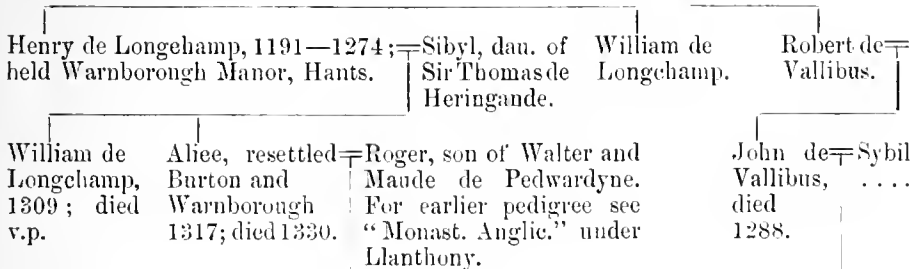 Henry de Longchamp, 1191—1274;
held Warnborough Manor, Hants.
Sibyl, dau. of
Sir Thomas de
Heringande.
William de
Longchamp.
Robert de
Vallibus.
William de
Longchamp,
1309; died
v.p.
Alice, resettled
Burton and
Warnborough
1317; died 1330.
Roger, son of Walter and
Maude de Pedwardyne.
For earlier pedigree see
"Monast. Anglic." under
Llanthony.
John de
Vallibus,
died
1288.
Sybil
. . . .